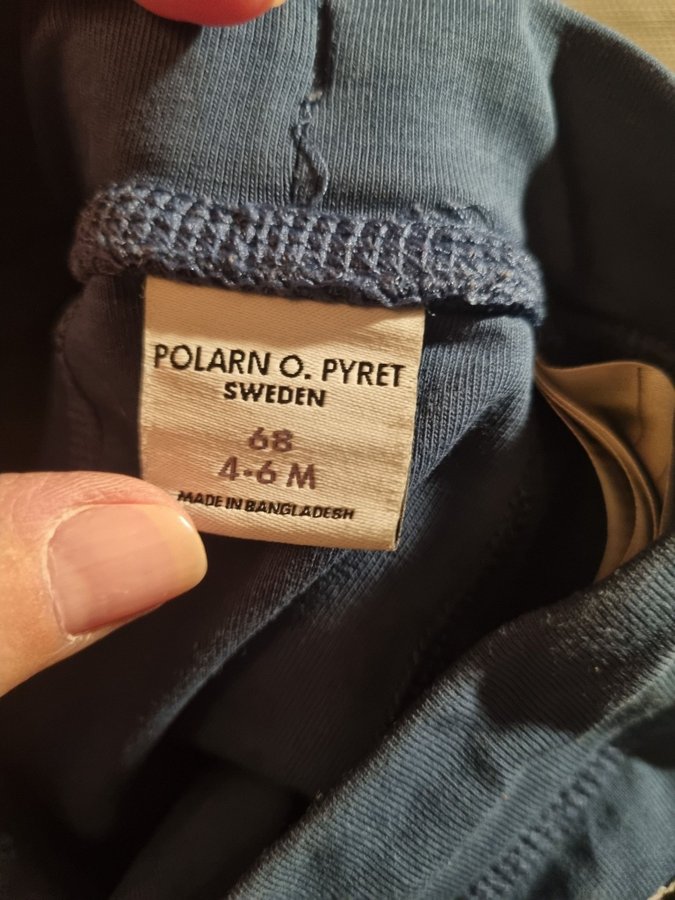 POLARN O. PYRET
SWEDEN
68
4-6 M
MADE IN BANGLADESH